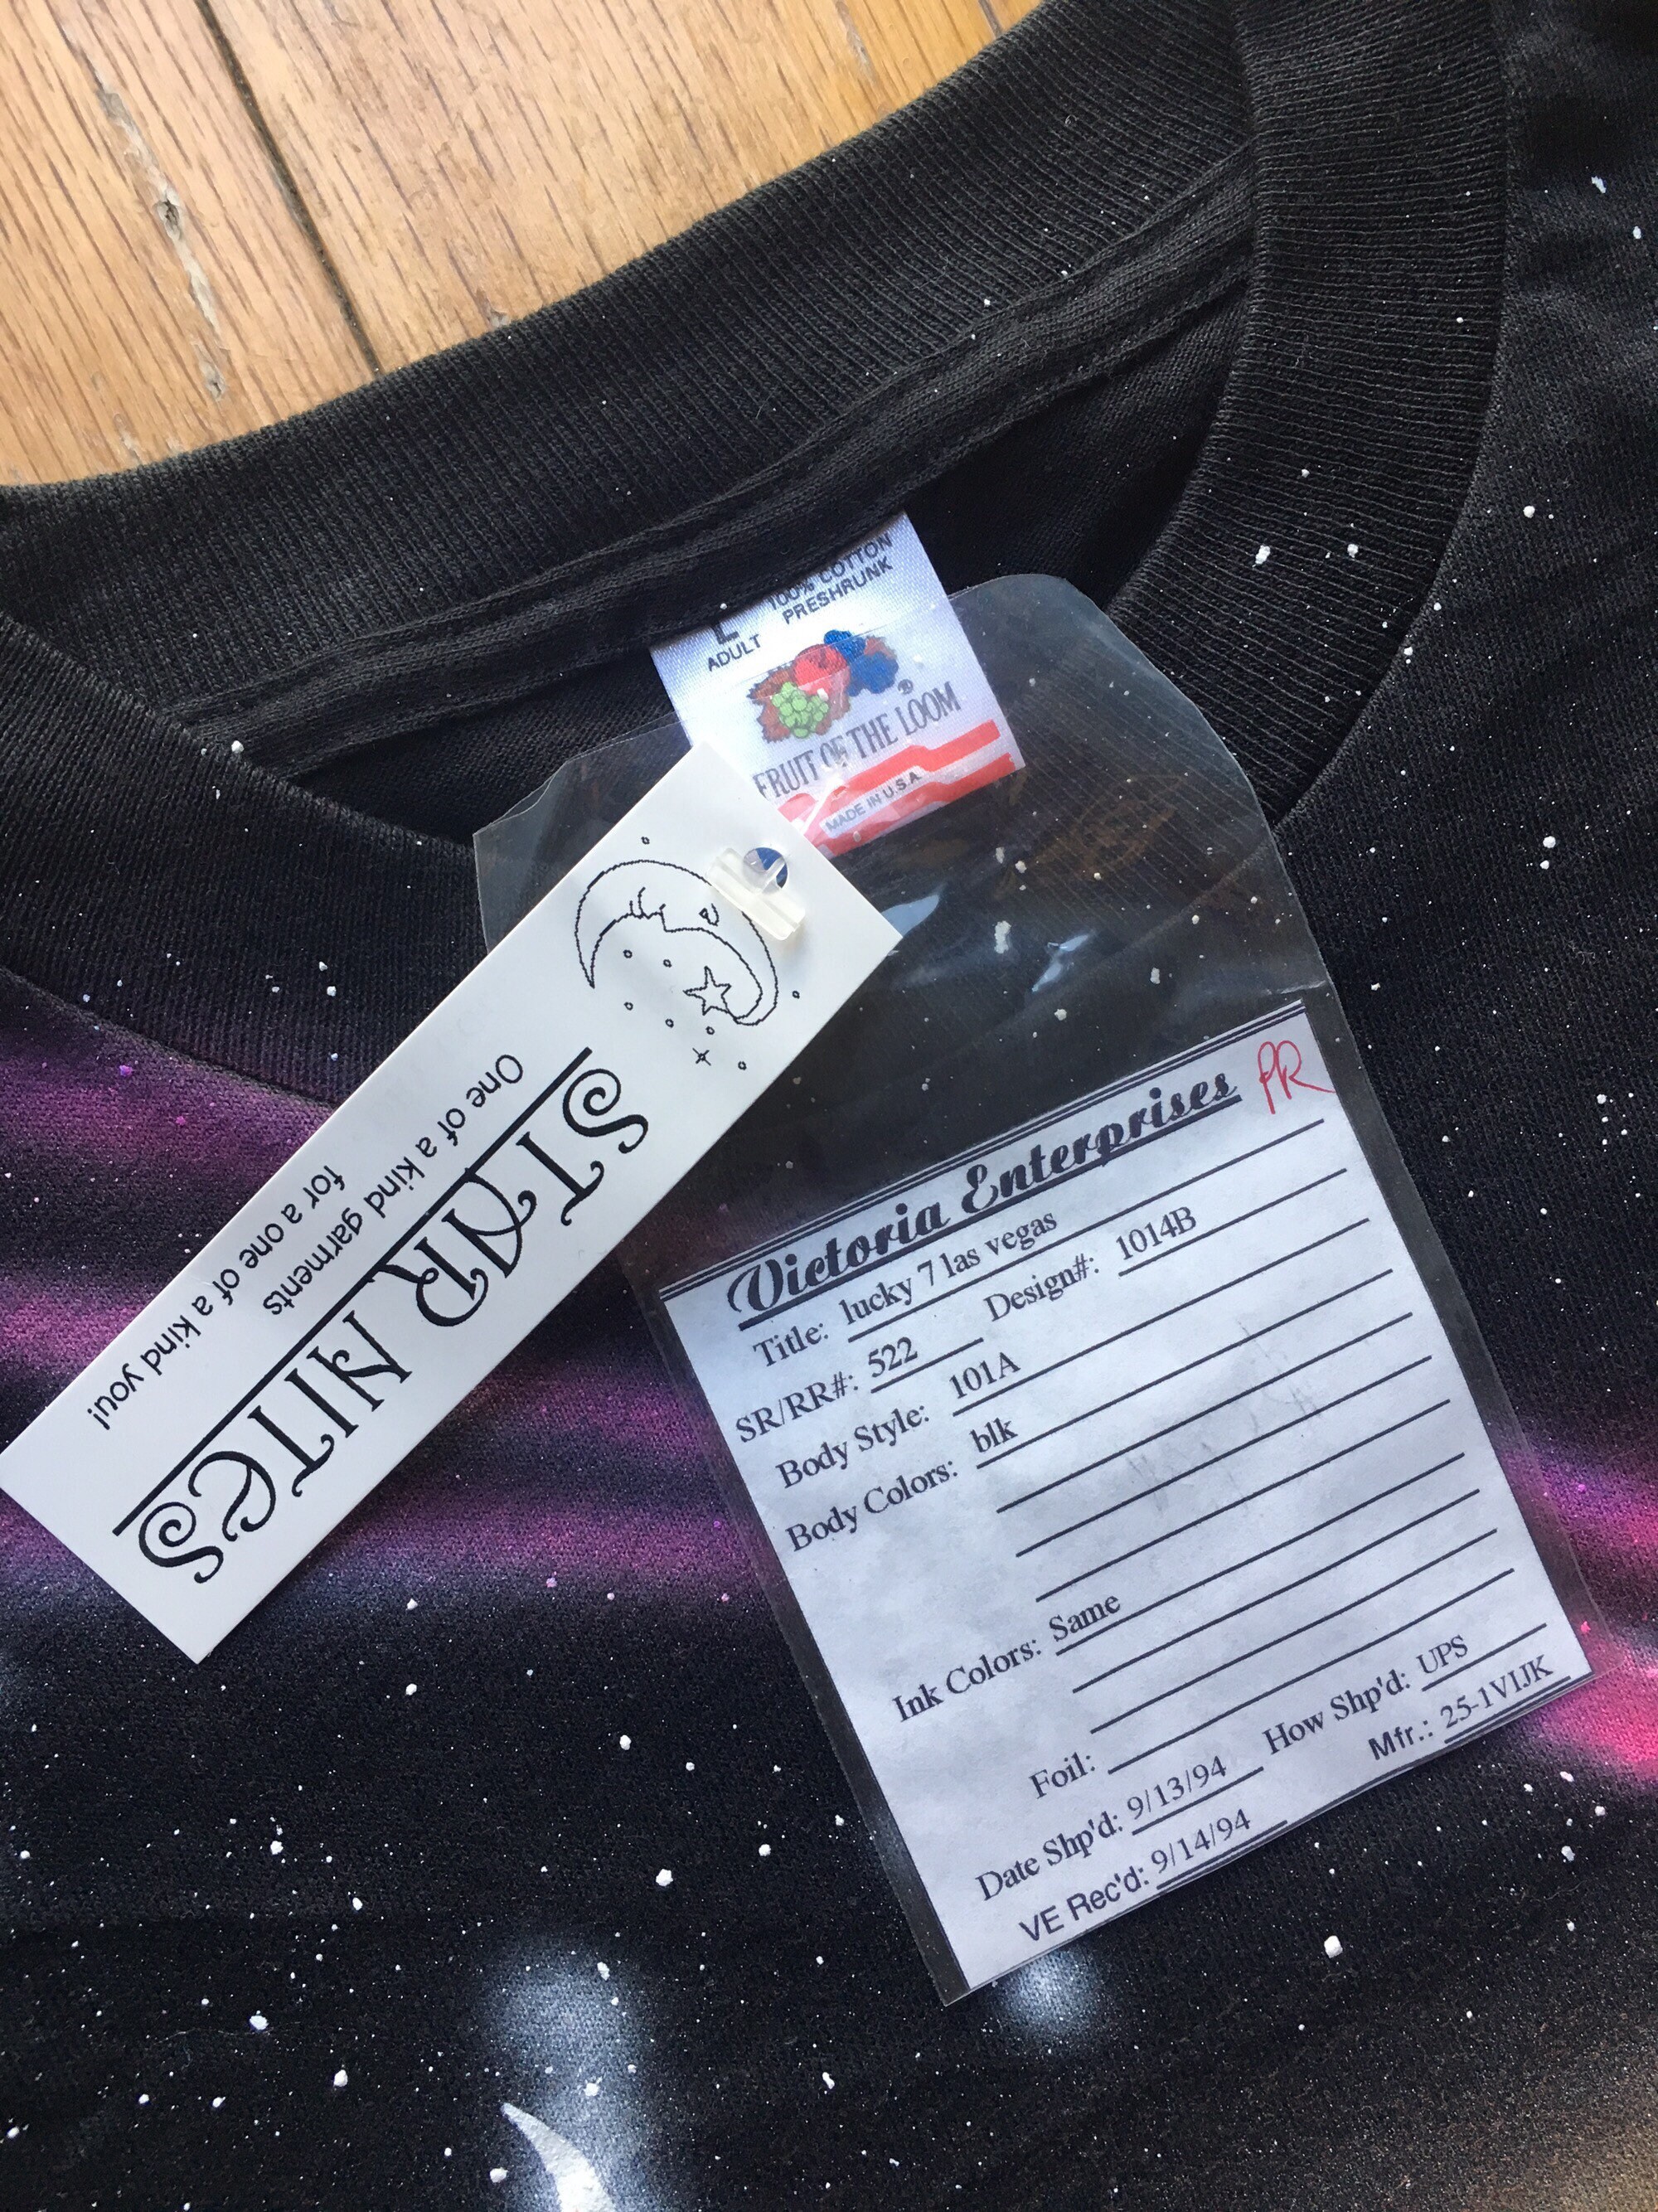 100% COTTON
PRESHRUNK
L
ADULT
FRUIT OF THE LOOM
®
MADE IN U.S.A.
STAR NITES
One of a kind garments
for a one of a kind you!
PR
Victoria Enterprises
Title: lucky 7 las vegas
SR/RR#: 522 Design#: 1014B
Body Style: 101A
Body Colors: blk
Ink Colors: Same
Foil:
Date Shp'd: 9/13/94 How Shp'd: UPS
VE Rec'd: 9/14/94 Mfr.: 25-1VIJK